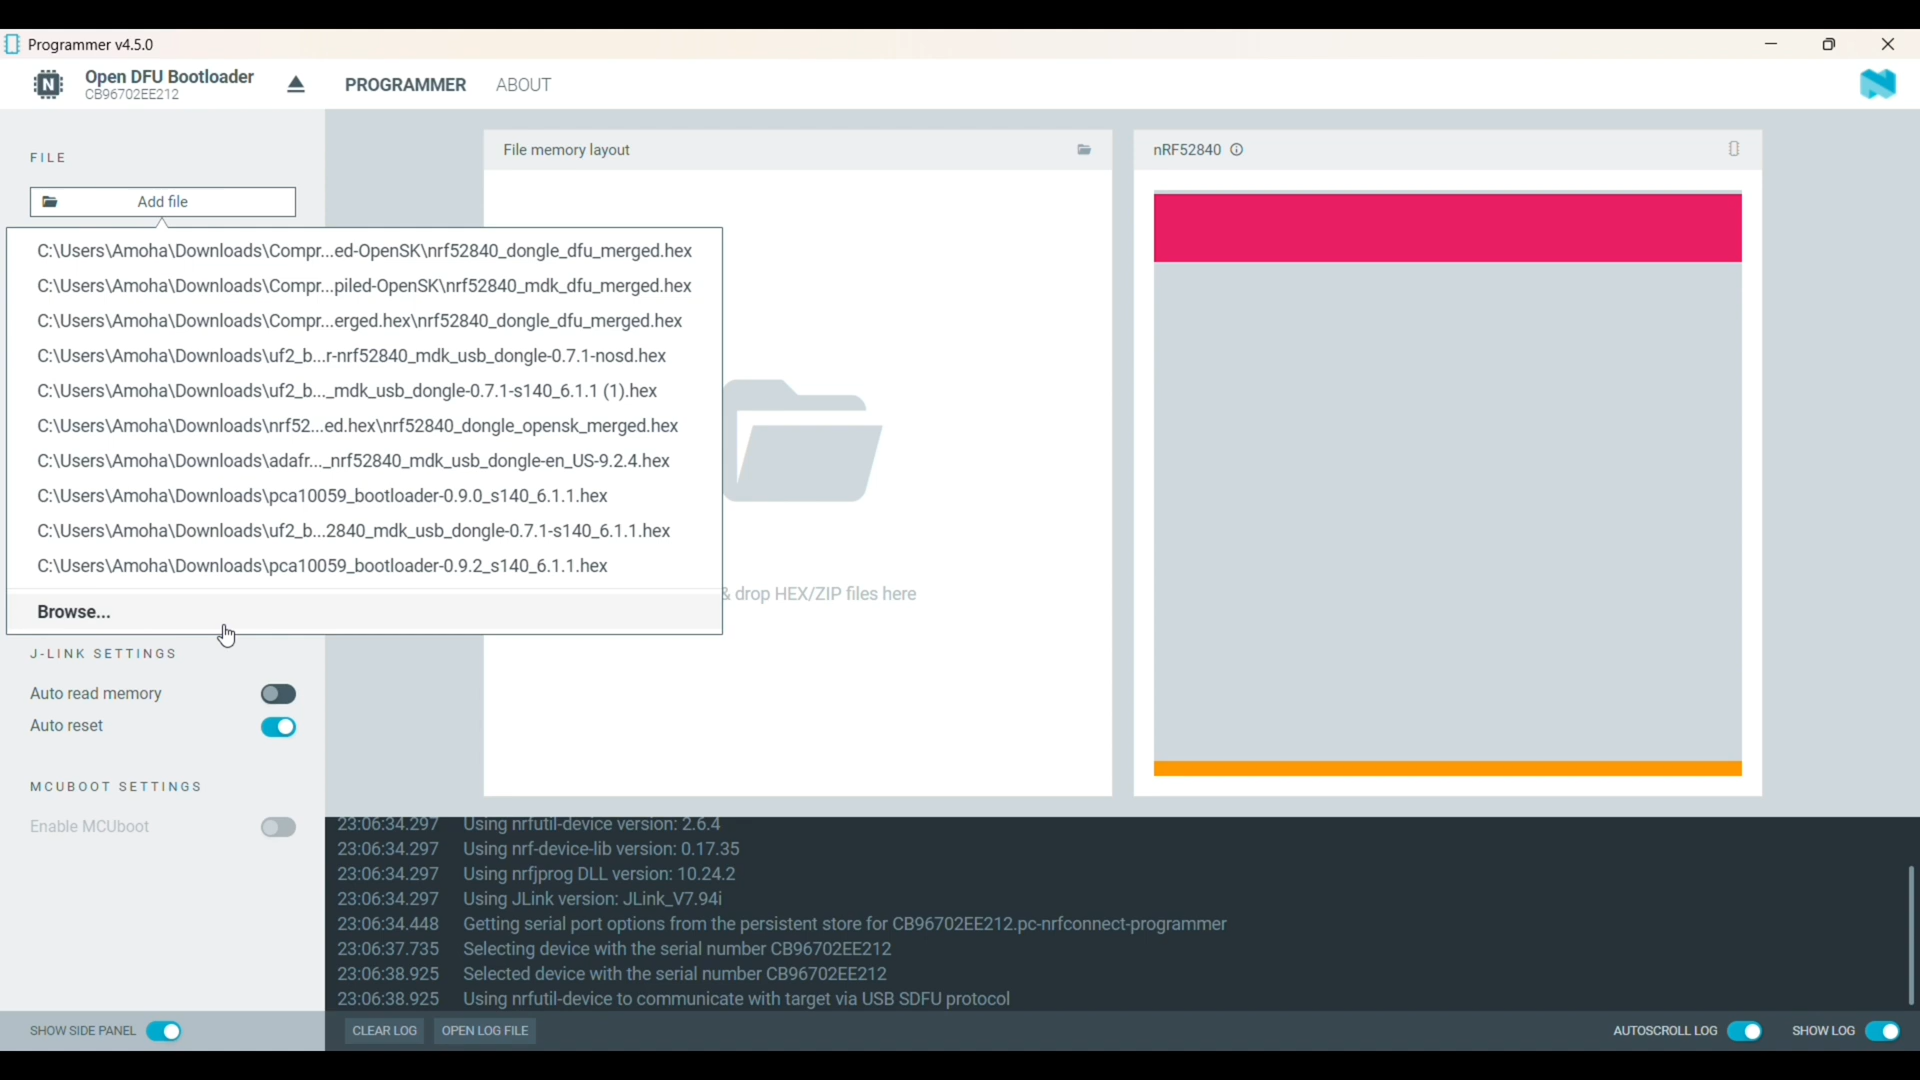 Programmer v4.5.0
Open DFU Bootloader
CB96702EE212
PROGRAMMER
ABOUT
FILE
Add file
C:\Users\Amoha\Downloads\Compr...ed-OpenSK\nrf52840_dongle_dfu_merged.hex
C:\Users\Amoha\Downloads\Compr...piled-OpenSK\nrf52840_mdk_dfu_merged.hex
C:\Users\Amoha\Downloads\Compr...erged.hex\nrf52840_dongle_dfu_merged.hex
C:\Users\Amoha\Downloads\uf2_b...r-nrf52840_mdk_usb_dongle-0.7.1-nosd.hex
C:\Users\Amoha\Downloads\uf2_b..._mdk_usb_dongle-0.7.1-s140_6.1.1 (1).hex
C:\Users\Amoha\Downloads\nrf52...ed.hex\nrf52840_dongle_opensk_merged.hex
C:\Users\Amoha\Downloads\adafr..._nrf52840_mdk_usb_dongle-en_US-9.2.4.hex
C:\Users\Amoha\Downloads\pca10059_bootloader-0.9.0_s140_6.1.1.hex
C:\Users\Amoha\Downloads\uf2_b...2840_mdk_usb_dongle-0.7.1-s140_6.1.1.hex
C:\Users\Amoha\Downloads\pca10059_bootloader-0.9.2_s140_6.1.1.hex
Browse...
J-LINK SETTINGS
Auto read memory
Auto reset
MCUBOOT SETTINGS
Enable MCUboot
File memory layout
& drop HEX/ZIP files here
nRF52840
23:06:34.297 Using nrfutil-device version: 2.6.4
23:06:34.297 Using nrf-device-lib version: 0.17.35
23:06:34.297 Using nrfjprog DLL version: 10.24.2
23:06:34.297 Using JLink version: JLink_V7.94i
23:06:34.448 Getting serial port options from the persistent store for CB96702EE212.pc-nrfconnect-programmer
23:06:37.735 Selecting device with the serial number CB96702EE212
23:06:38.925 Selected device with the serial number CB96702EE212
23:06:38.925 Using nrfutil-device to communicate with target via USB SDFU protocol
SHOW SIDE PANEL
CLEAR LOG
OPEN LOG FILE
AUTOSCROLL LOG
SHOW LOG